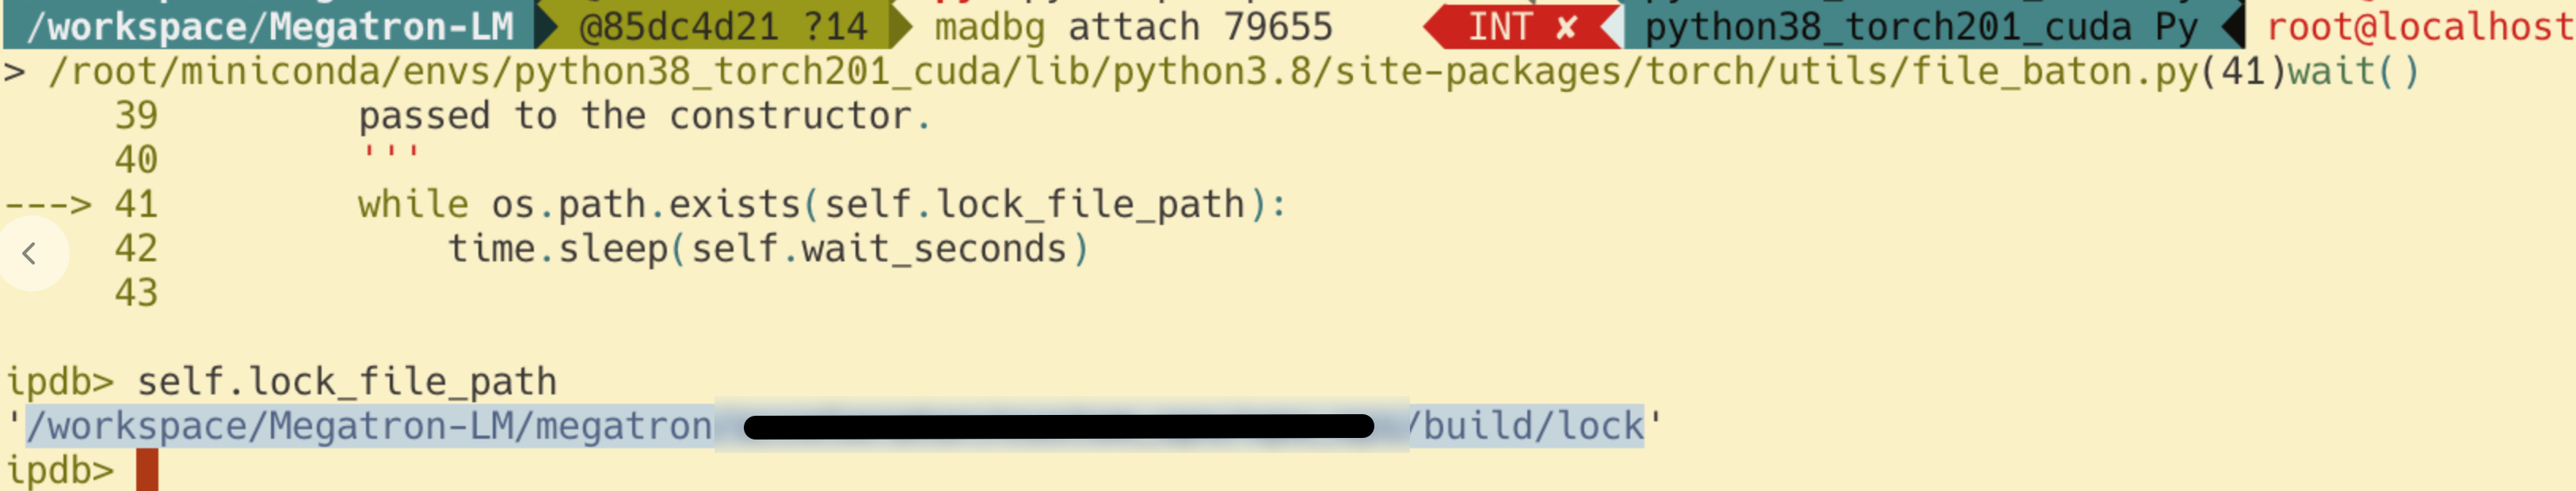 /workspace/Megatron-LM @85dc4d21 ?14 madbg attach 79655 INT ✘ python38_torch201_cuda Py root@localhost
> /root/miniconda/envs/python38_torch201_cuda/lib/python3.8/site-packages/torch/utils/file_baton.py(41)wait()
39 passed to the constructor.
40 '''
---> 41 while os.path.exists(self.lock_file_path):
42 time.sleep(self.wait_seconds)
43
ipdb> self.lock_file_path
'/workspace/Megatron-LM/megatron /build/lock'
ipdb>